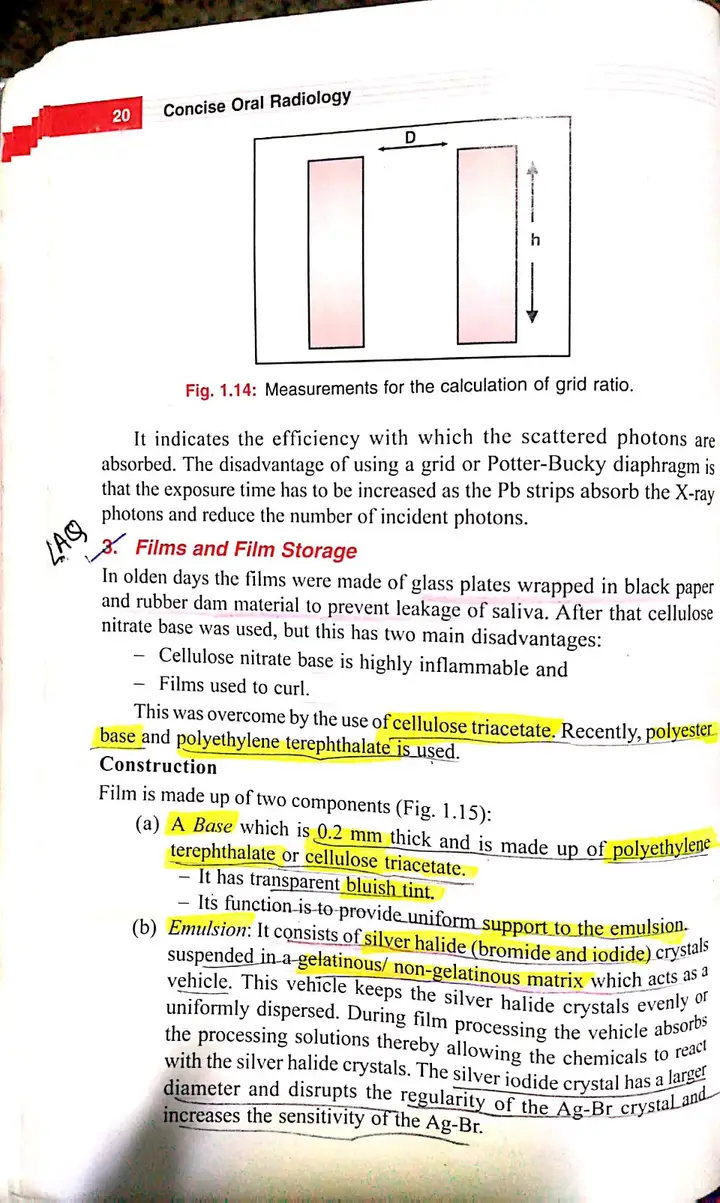 20
Concise Oral Radiology
D
h
Fig. 1.14: Measurements for the calculation of grid ratio.
It indicates the efficiency with which the scattered photons are
absorbed. The disadvantage of using a grid or Potter-Bucky diaphragm is
that the exposure time has to be increased as the Pb strips absorb the X-ray
photons and reduce the number of incident photons.
LAQ
3. Films and Film Storage
In olden days the films were made of glass plates wrapped in black paper
and rubber dam material to prevent leakage of saliva. After that cellulose
nitrate base was used, but this has two main disadvantages:
– Cellulose nitrate base is highly inflammable and
– Films used to curl.
This was overcome by the use of cellulose triacetate. Recently, polyester
base and polyethylene terephthalate is used.
Construction
Film is made up of two components (Fig. 1.15):
(a) A Base which is 0.2 mm thick and is made up of polyethylene
terephthalate or cellulose triacetate.
– It has transparent bluish tint.
– Its function is to provide uniform support to the emulsion.
(b) Emulsion: It consists of silver halide (bromide and iodide) crystals
suspended in a gelatinous/ non-gelatinous matrix which acts as a
vehicle. This vehicle keeps the silver halide crystals evenly or
uniformly dispersed. During film processing the vehicle absorbs
the processing solutions thereby allowing the chemicals to react
with the silver halide crystals. The silver iodide crystal has a larger
diameter and disrupts the regularity of the Ag-Br crystal and
increases the sensitivity of the Ag-Br.